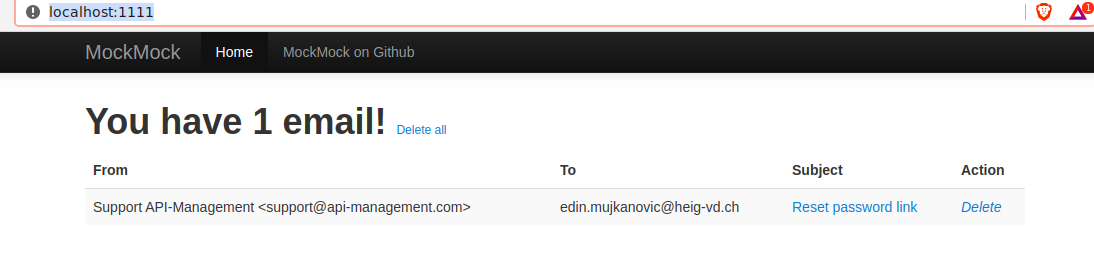 localhost:1111
1
MockMock Home MockMock on Github
You have 1 email! Delete all
From To Subject Action
Support API-Management <support@api-management.com> edin.mujkanovic@heig-vd.ch Reset password link Delete